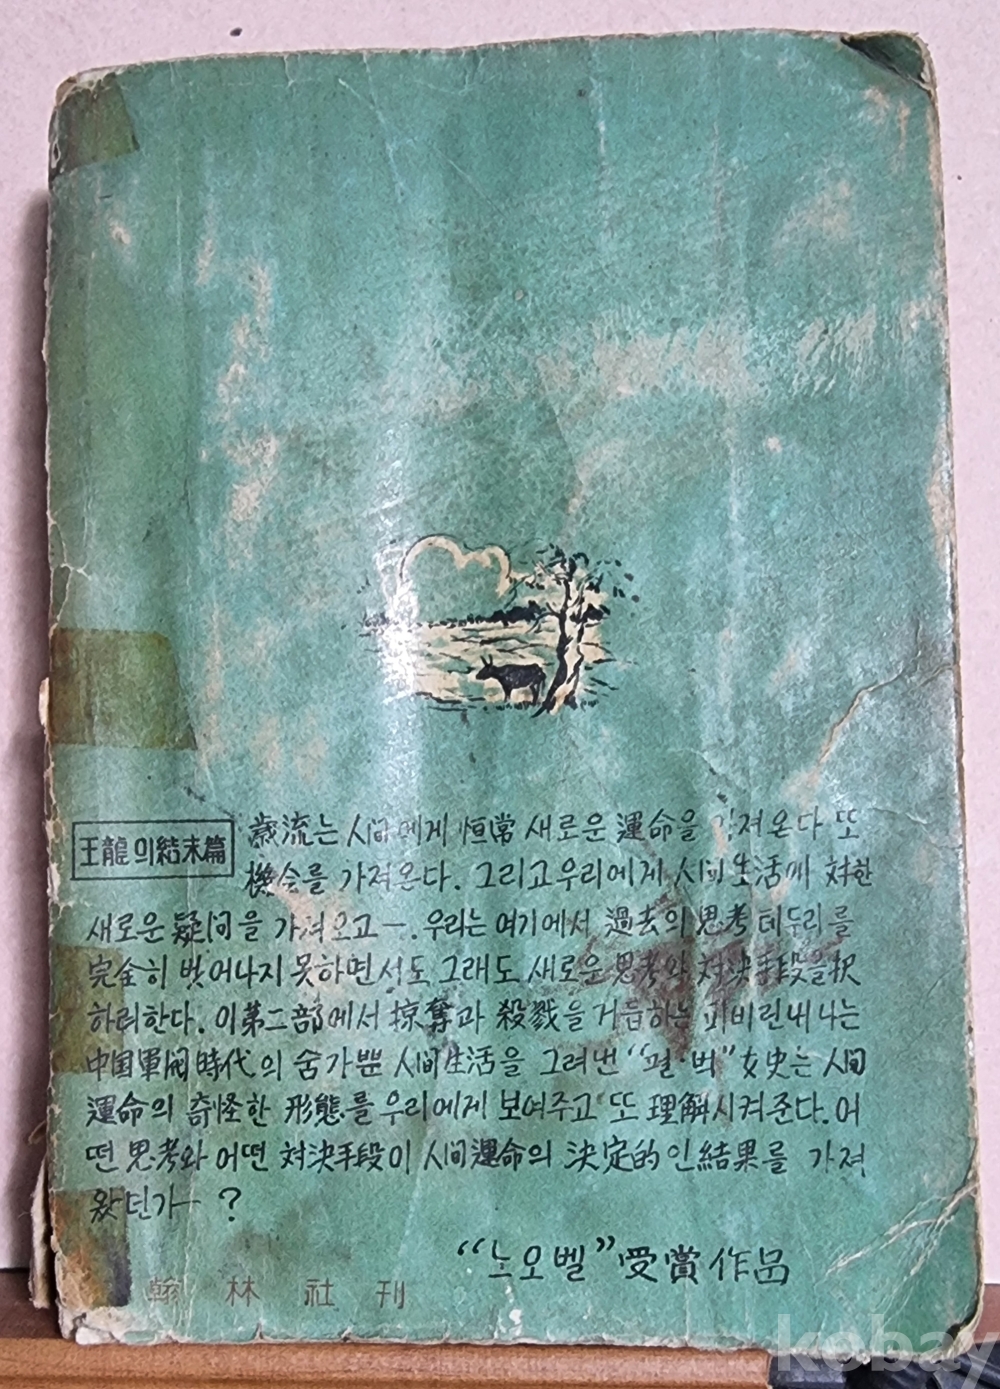 王龍의結末篇
歲流는 人間에게 恒常 새로운 運命을 가져온다 또
機会를 가져온다. 그리고우리에게 人間生活에 対한
새로운 疑問을 가져오고—. 우리는 여기에서 過去의 思考 테두리를
完全히 벗어나지 못하면서도 그래도 새로운 思考와 対決手段을択
하려한다. 이第二部에서 掠奪과 殺戮을 거듭하는 피비린내나는
中国軍閥時代의 숨가쁜 人間生活을 그려낸 “펄·벅”女史는 人間
運命의 奇怪한 形態를 우리에게 보여주고 또 理解시켜준다. 어
떤 思考와 어떤 対決手段이 人間運命의 決定的인結果를 가져
왔던가—?
“노오벨”受賞作品
翰林社刊
kobay